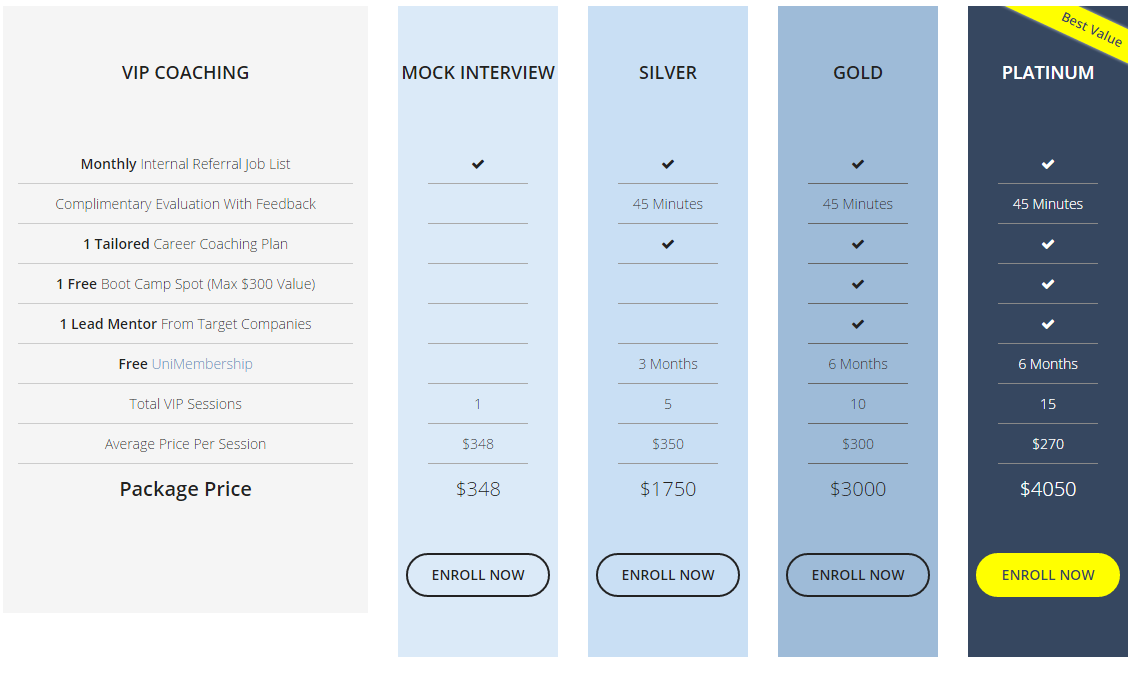 Best Value
VIP COACHING MOCK INTERVIEW SILVER GOLD PLATINUM
Monthly Internal Referral Job List ✔ ✔ ✔ ✔
Complimentary Evaluation With Feedback 45 Minutes 45 Minutes 45 Minutes
1 Tailored Career Coaching Plan ✔ ✔ ✔
1 Free Boot Camp Spot (Max $300 Value) ✔ ✔
1 Lead Mentor From Target Companies ✔ ✔
Free UniMembership 3 Months 6 Months 6 Months
Total VIP Sessions 1 5 10 15
Average Price Per Session $348 $350 $300 $270
Package Price $348 $1750 $3000 $4050
ENROLL NOW ENROLL NOW ENROLL NOW ENROLL NOW